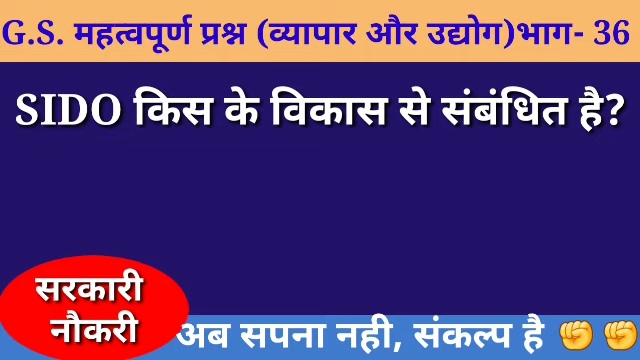 G.S. महत्वपूर्ण प्रश्न (व्यापार और उद्योग)भाग- 36
SIDO किस के विकास से संबंधित है?
सरकारी
नौकरी
अब सपना नही, संकल्प है ✊ ✊